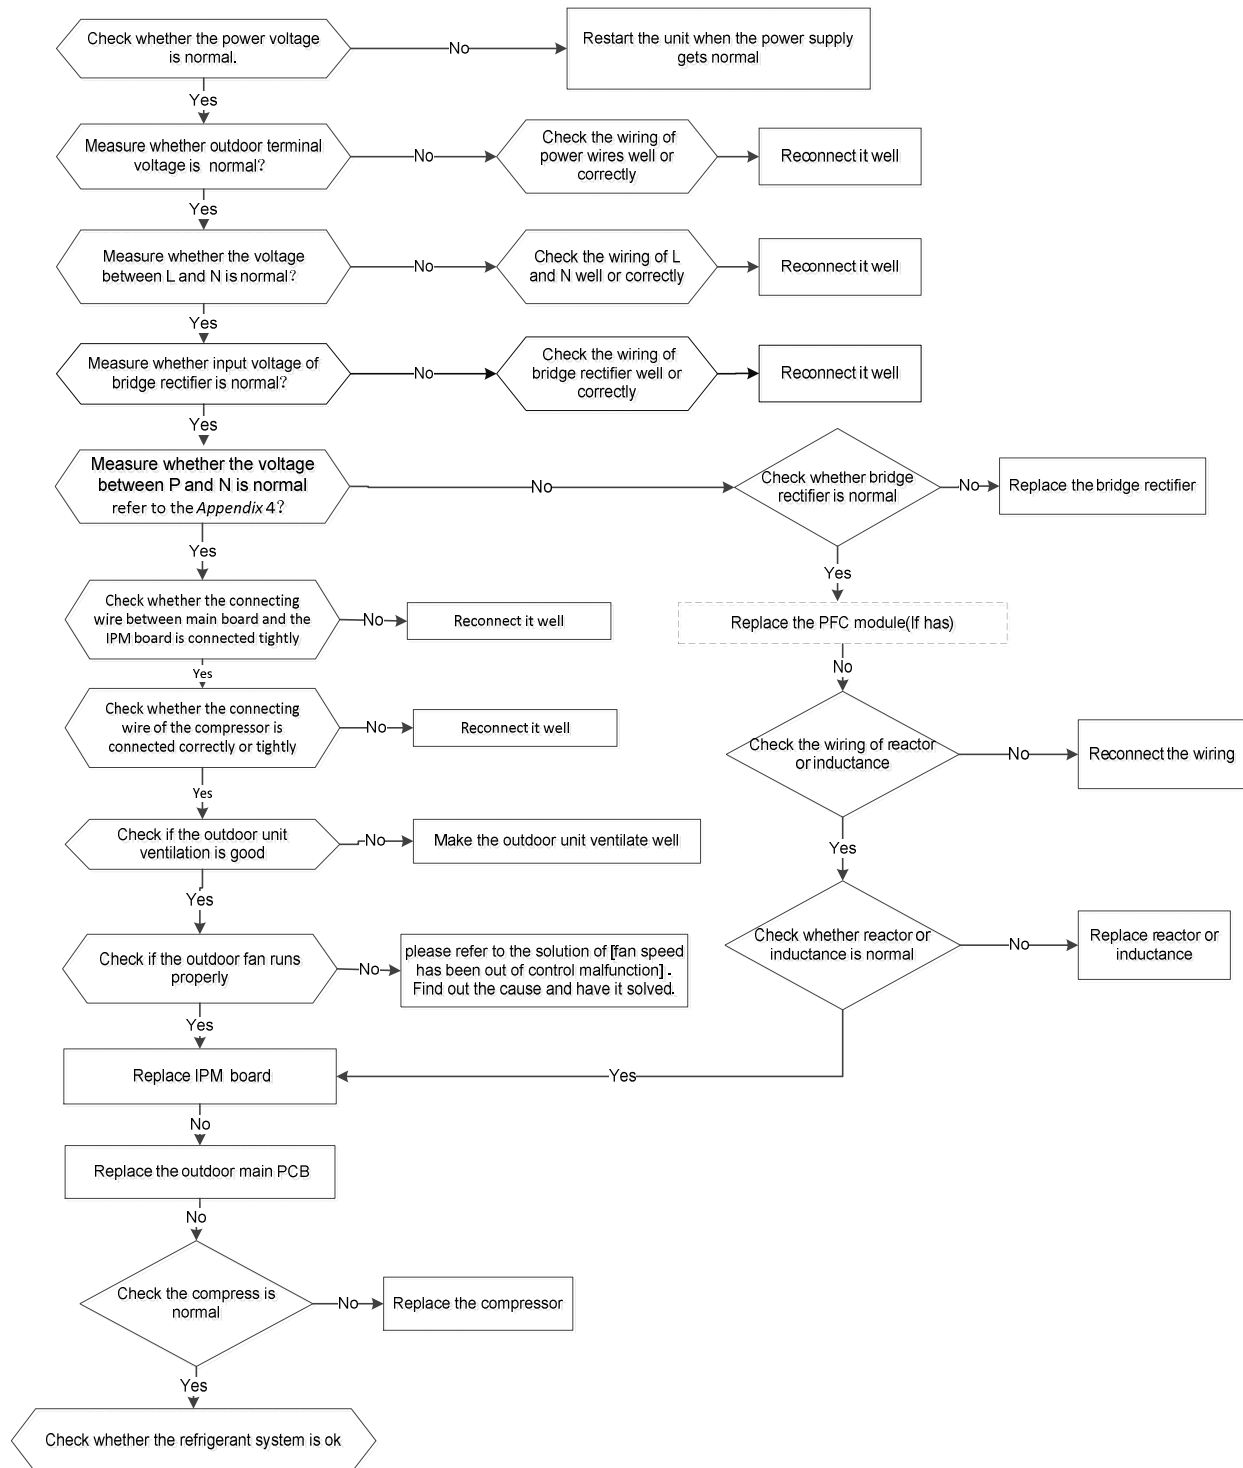 Check whether the power voltage
is normal.
No
Restart the unit when the power supply
gets normal
Yes
Measure whether outdoor terminal
voltage is normal?
No
Check the wiring of
power wires well or
correctly
Reconnect it well
Yes
Measure whether the voltage
between L and N is normal?
No
Check the wiring of L
and N well or correctly
Reconnect it well
Yes
Measure whether input voltage of
bridge rectifier is normal?
No
Check the wiring of
bridge rectifier well or
correctly
Reconnect it well
Yes
Measure whether the voltage
between P and N is normal
refer to the Appendix 4?
No
Check whether bridge
rectifier is normal
No
Replace the bridge rectifier
Yes
Yes
Check whether the connecting
wire between main board and the
IPM board is connected tightly
No
Reconnect it well
Replace the PFC module(If has)
No
Yes
Check whether the connecting
wire of the compressor is
connected correctly or tightly
No
Reconnect it well
Check the wiring of reactor
or inductance
No
Reconnect the wiring
Yes
Check if the outdoor unit
ventilation is good
No
Make the outdoor unit ventilate well
Yes
Yes
Check if the outdoor fan runs
properly
No
please refer to the solution of [fan speed
has been out of control malfunction] .
Find out the cause and have it solved.
Check whether reactor or
inductance is normal
No
Replace reactor or
inductance
Yes
Replace IPM board
Yes
No
Replace the outdoor main PCB
No
Check the compress is
normal
No
Replace the compressor
Yes
Check whether the refrigerant system is ok